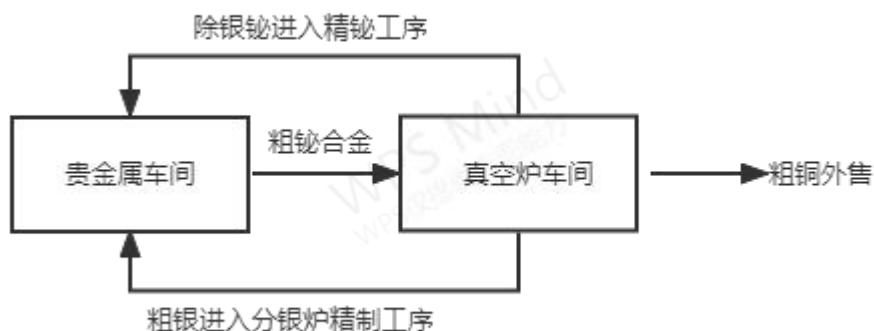 除银铋进入精铋工序
贵金属车间
粗铋合金
真空炉车间
粗铜外售
粗银进入分银炉精制工序
WPS Mind